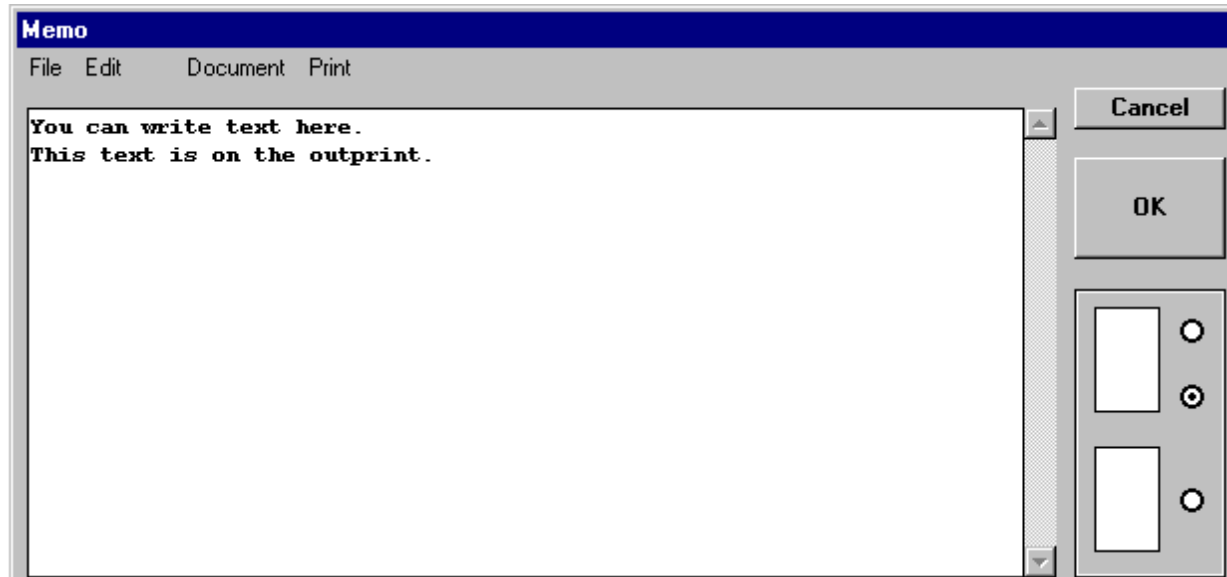 Memo
File Edit Document Print
You can write text here.
This text is on the outprint.
Cancel
OK